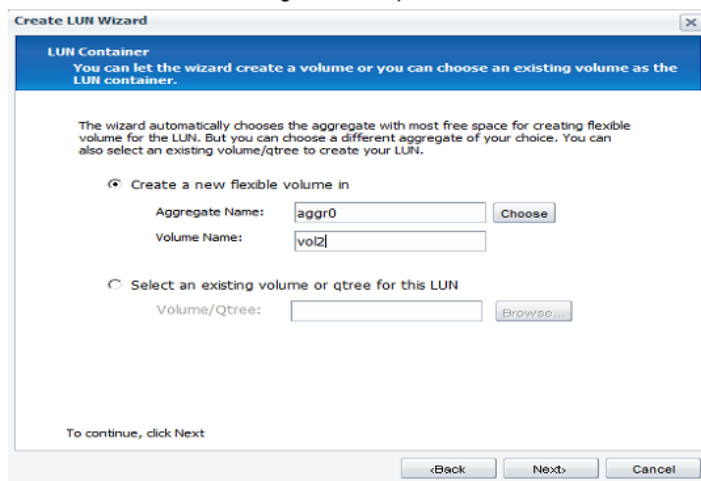 Create LUN Wizard
LUN Container
You can let the wizard create a volume or you can choose an existing volume as the
LUN container.
The wizard automatically chooses the aggregate with most free space for creating flexible
volume for the LUN. But you can choose a different aggregate of your choice. You can
also select an existing volume/qtree to create your LUN.
Create a new flexible volume in
Aggregate Name: aggr0 Choose
Volume Name: vol2
Select an existing volume or qtree for this LUN
Volume/Qtree: Browse...
To continue, click Next
<Back Next> Cancel